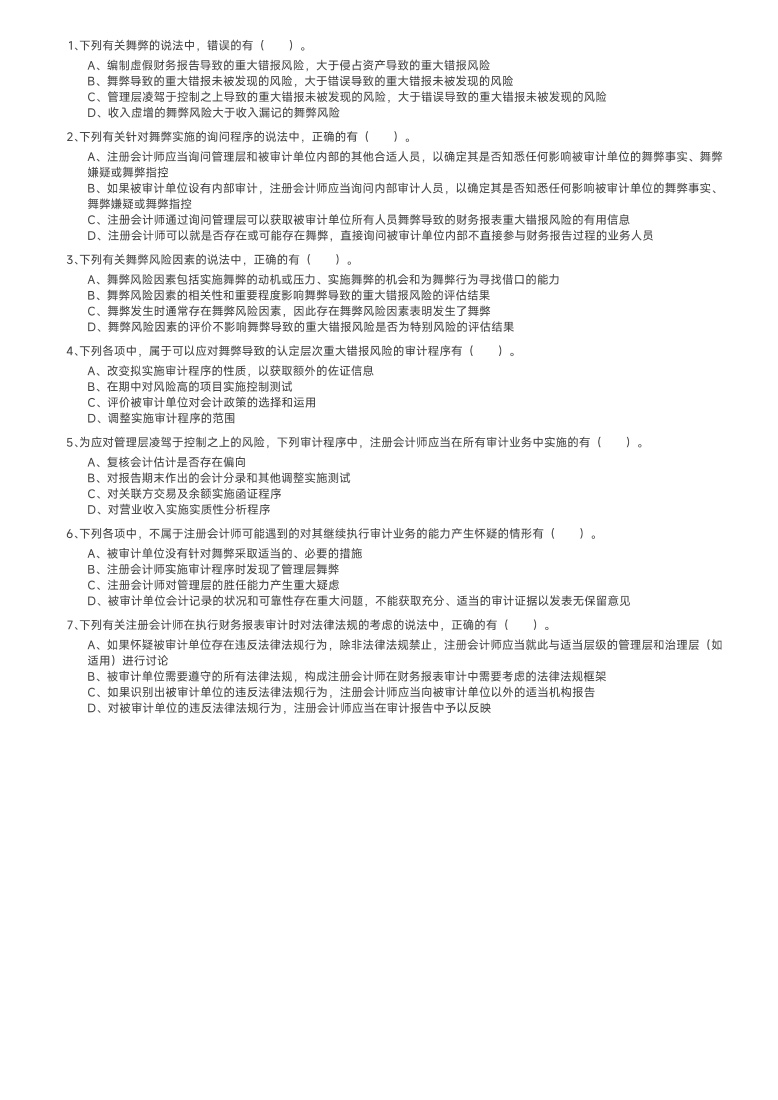 1、下列有关舞弊的说法中，错误的有（　　）。
A、编制虚假财务报告导致的重大错报风险，大于侵占资产导致的重大错报风险
B、舞弊导致的重大错报未被发现的风险，大于错误导致的重大错报未被发现的风险
C、管理层凌驾于控制之上导致的重大错报未被发现的风险，大于错误导致的重大错报未被发现的风险
D、收入虚增的舞弊风险大于收入漏记的舞弊风险
2、下列有关针对舞弊实施的询问程序的说法中，正确的有（　　）。
A、注册会计师应当询问管理层和被审计单位内部的其他合适人员，以确定其是否知悉任何影响被审计单位的舞弊事实、舞弊
嫌疑或舞弊指控
B、如果被审计单位设有内部审计，注册会计师应当询问内部审计人员，以确定其是否知悉任何影响被审计单位的舞弊事实、
舞弊嫌疑或舞弊指控
C、注册会计师通过询问管理层可以获取被审计单位所有人员舞弊导致的财务报表重大错报风险的有用信息
D、注册会计师可以就是否存在或可能存在舞弊，直接询问被审计单位内部不直接参与财务报告过程的业务人员
3、下列有关舞弊风险因素的说法中，正确的有（　　）。
A、舞弊风险因素包括实施舞弊的动机或压力、实施舞弊的机会和为舞弊行为寻找借口的能力
B、舞弊风险因素的相关性和重要程度影响舞弊导致的重大错报风险的评估结果
C、舞弊发生时通常存在舞弊风险因素，因此存在舞弊风险因素表明发生了舞弊
D、舞弊风险因素的评价不影响舞弊导致的重大错报风险是否为特别风险的评估结果
4、下列各项中，属于可以应对舞弊导致的认定层次重大错报风险的审计程序有（　　）。
A、改变拟实施审计程序的性质，以获取额外的佐证信息
B、在期中对风险高的项目实施控制测试
C、评价被审计单位对会计政策的选择和运用
D、调整实施审计程序的范围
5、为应对管理层凌驾于控制之上的风险，下列审计程序中，注册会计师应当在所有审计业务中实施的有（　　）。
A、复核会计估计是否存在偏向
B、对报告期末作出的会计分录和其他调整实施测试
C、对关联方交易及余额实施函证程序
D、对营业收入实施实质性分析程序
6、下列各项中，不属于注册会计师可能遇到的对其继续执行审计业务的能力产生怀疑的情形有（　　）。
A、被审计单位没有针对舞弊采取适当的、必要的措施
B、注册会计师实施审计程序时发现了管理层舞弊
C、注册会计师对管理层的胜任能力产生重大疑虑
D、被审计单位会计记录的状况和可靠性存在重大问题，不能获取充分、适当的审计证据以发表无保留意见
7、下列有关注册会计师在执行财务报表审计时对法律法规的考虑的说法中，正确的有（　　）。
A、如果怀疑被审计单位存在违反法律法规行为，除非法律法规禁止，注册会计师应当就此与适当层级的管理层和治理层（如
适用）进行讨论
B、被审计单位需要遵守的所有法律法规，构成注册会计师在财务报表审计中需要考虑的法律法规框架
C、如果识别出被审计单位的违反法律法规行为，注册会计师应当向被审计单位以外的适当机构报告
D、对被审计单位的违反法律法规行为，注册会计师应当在审计报告中予以反映